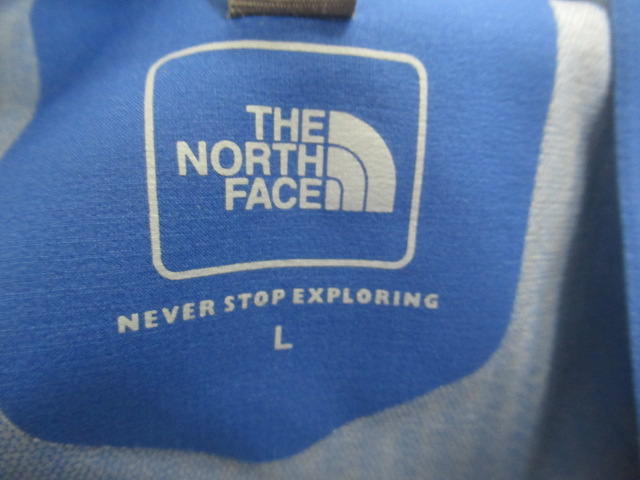 THE
NORTH
FACE
NEVER STOP EXPLORING
L